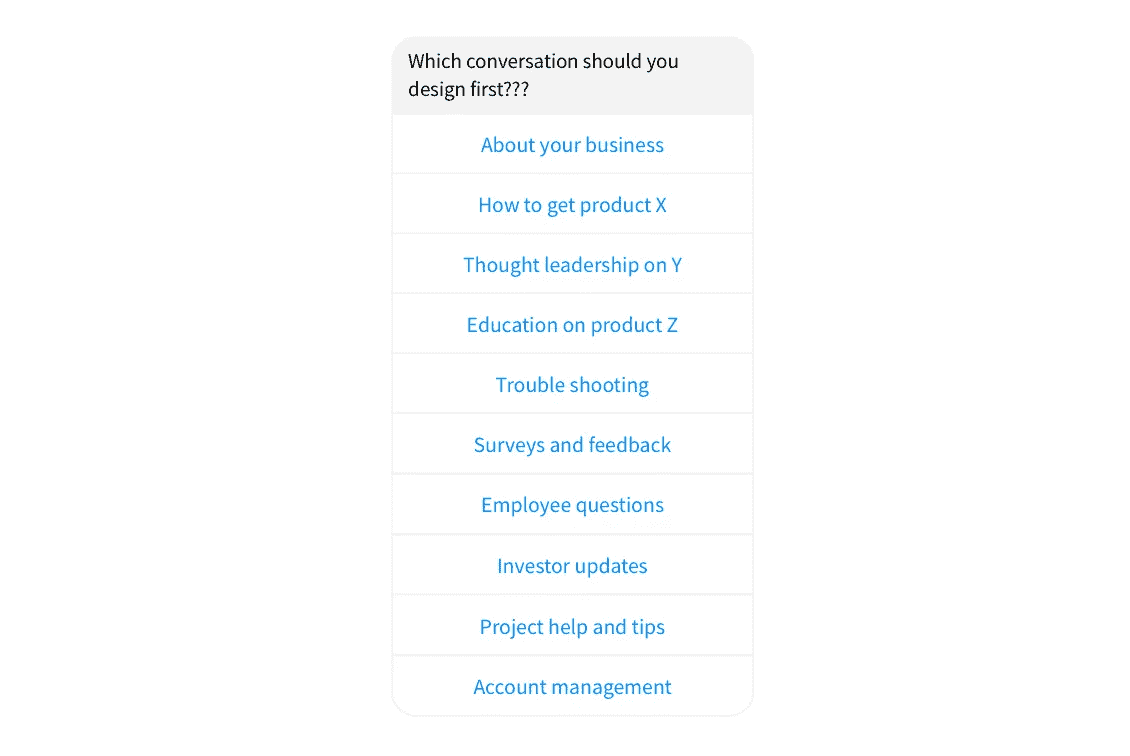 Which conversation should you
design first???
About your business
How to get product X
Thought leadership on Y
Education on product Z
Trouble shooting
Surveys and feedback
Employee questions
Investor updates
Project help and tips
Account management